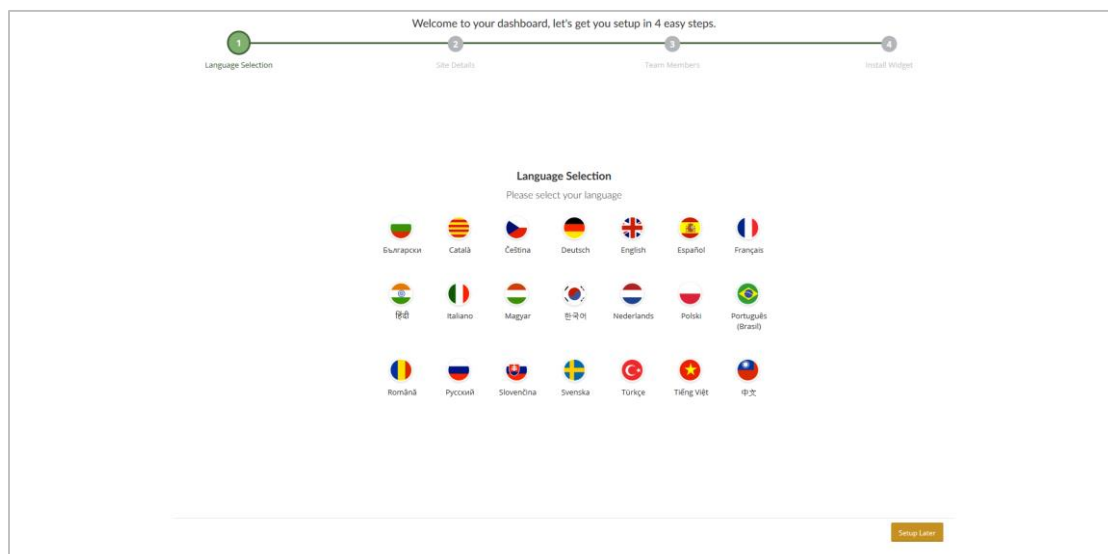 Welcome to your dashboard, let's get you setup in 4 easy steps.
1 2 3 4
Language Selection Site Details Team Members Install Widget
Language Selection
Please select your language
Български Català Čeština Deutsch English Español Français
हिंदी Italiano Magyar 한국어 Nederlands Polski Português
(Brasil)
Română Русский Slovenčina Svenska Türkçe Tiếng Việt 中文
Setup Later